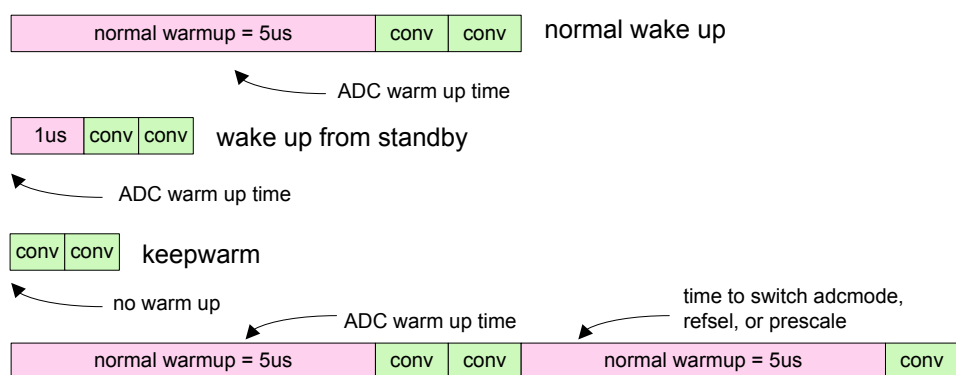 normal warmup = 5us conv conv normal wake up
ADC warm up time
1us conv conv wake up from standby
ADC warm up time
conv conv keepwarm
no warm up
ADC warm up time
time to switch adcmode,
refsel, or prescale
normal warmup = 5us conv conv normal warmup = 5us conv